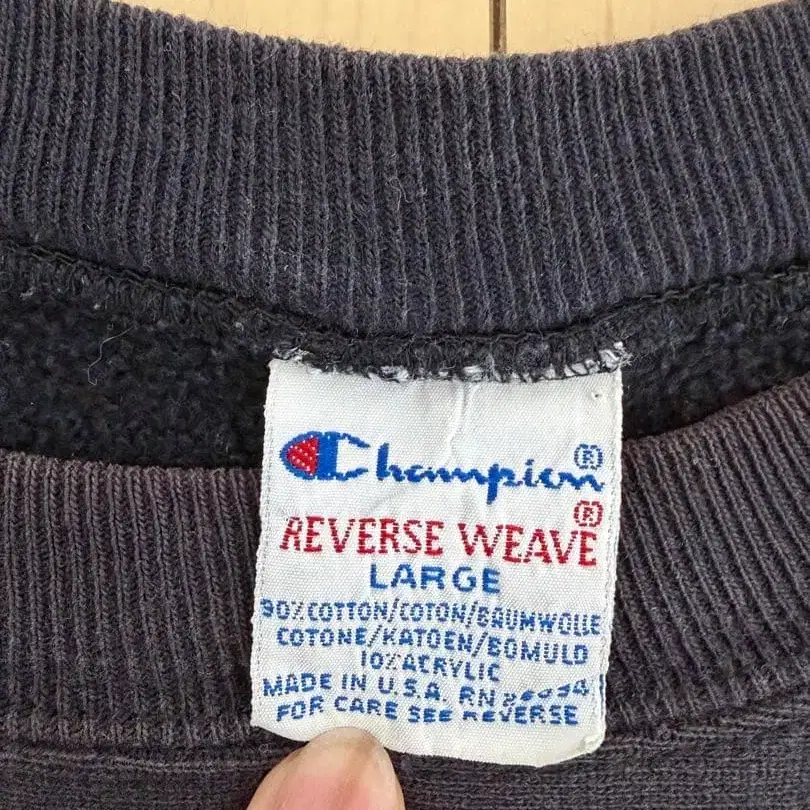 Champion®
REVERSE WEAVE®
LARGE
90% COTTON/COTON/BAUMWOLLE
COTONE/KATOEN/BOMULD
10% ACRYLIC
MADE IN U.S.A. RN
FOR CARE SEE REVERSE